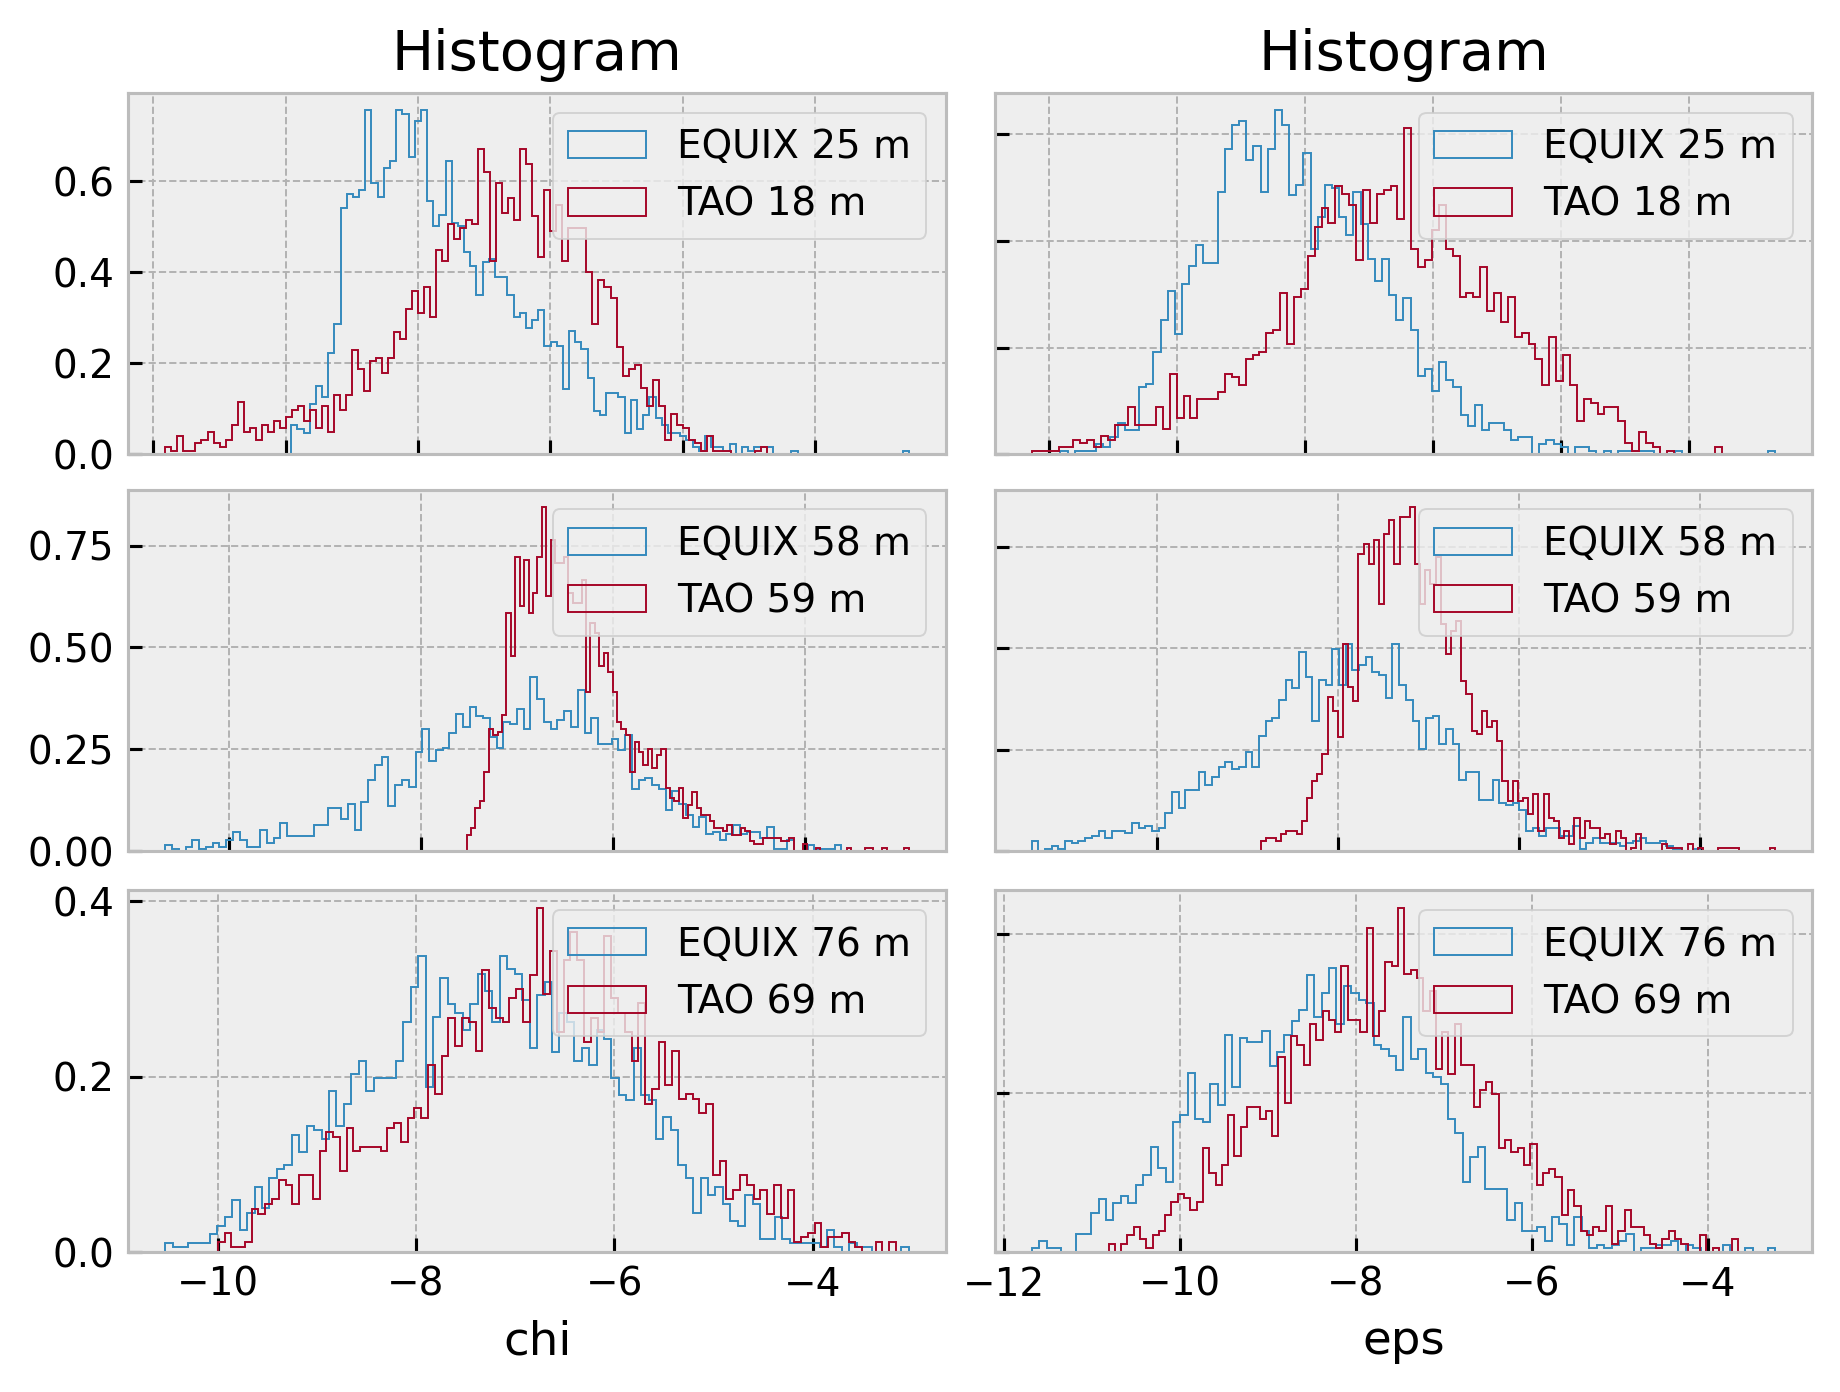 Histogram
Histogram
EQUIX 25 m
TAO 18 m
0.6
0.4
0.2
0.0
EQUIX 25 m
TAO 18 m
EQUIX 58 m
TAO 59 m
0.75
0.50
0.25
0.00
EQUIX 58 m
TAO 59 m
EQUIX 76 m
TAO 69 m
0.4
0.2
0.0
EQUIX 76 m
TAO 69 m
−10 −8 −6 −4
−12 −10 −8 −6 −4
chi
eps